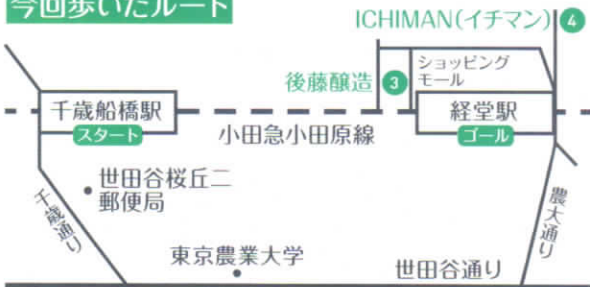 今回歩いたルート
ICHIMAN(イチマン) 4
ショッピング
モール
後藤醸造 3
千歳船橋駅
スタート
小田急小田原線
経堂駅
ゴール
世田谷桜丘二
郵便局
千歳通り
農大通り
東京農業大学
世田谷通り